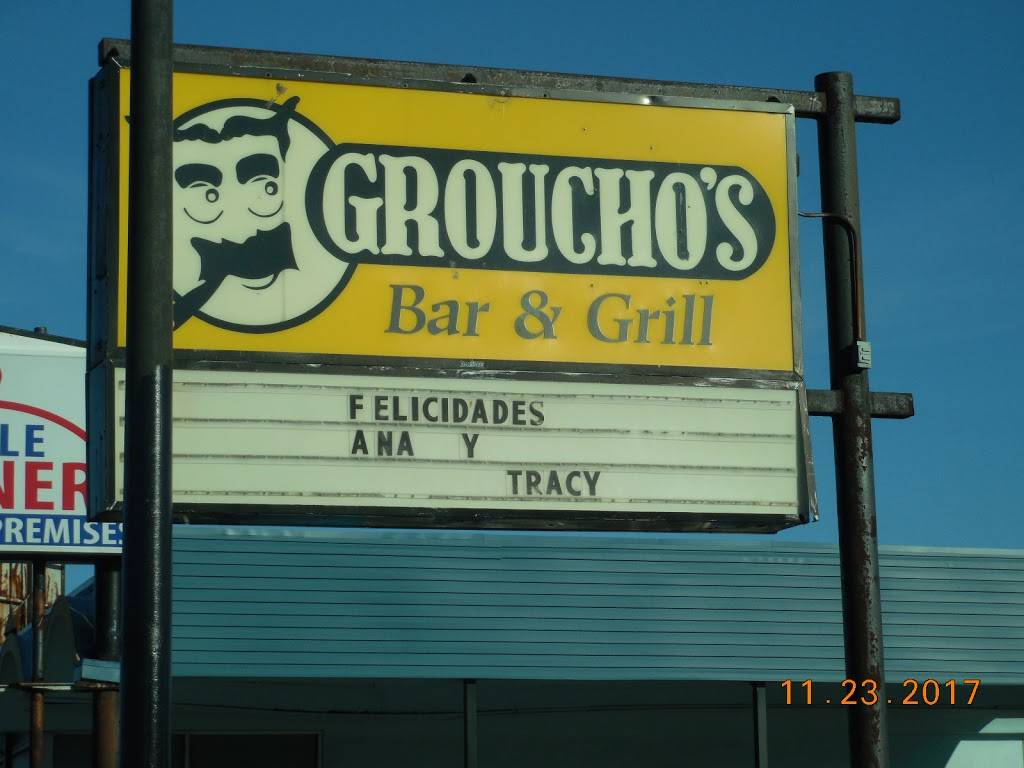 GROUCHO'S
Bar & Grill
FELICIDADES
ANA Y
TRACY
PREMISES
11.23.2017